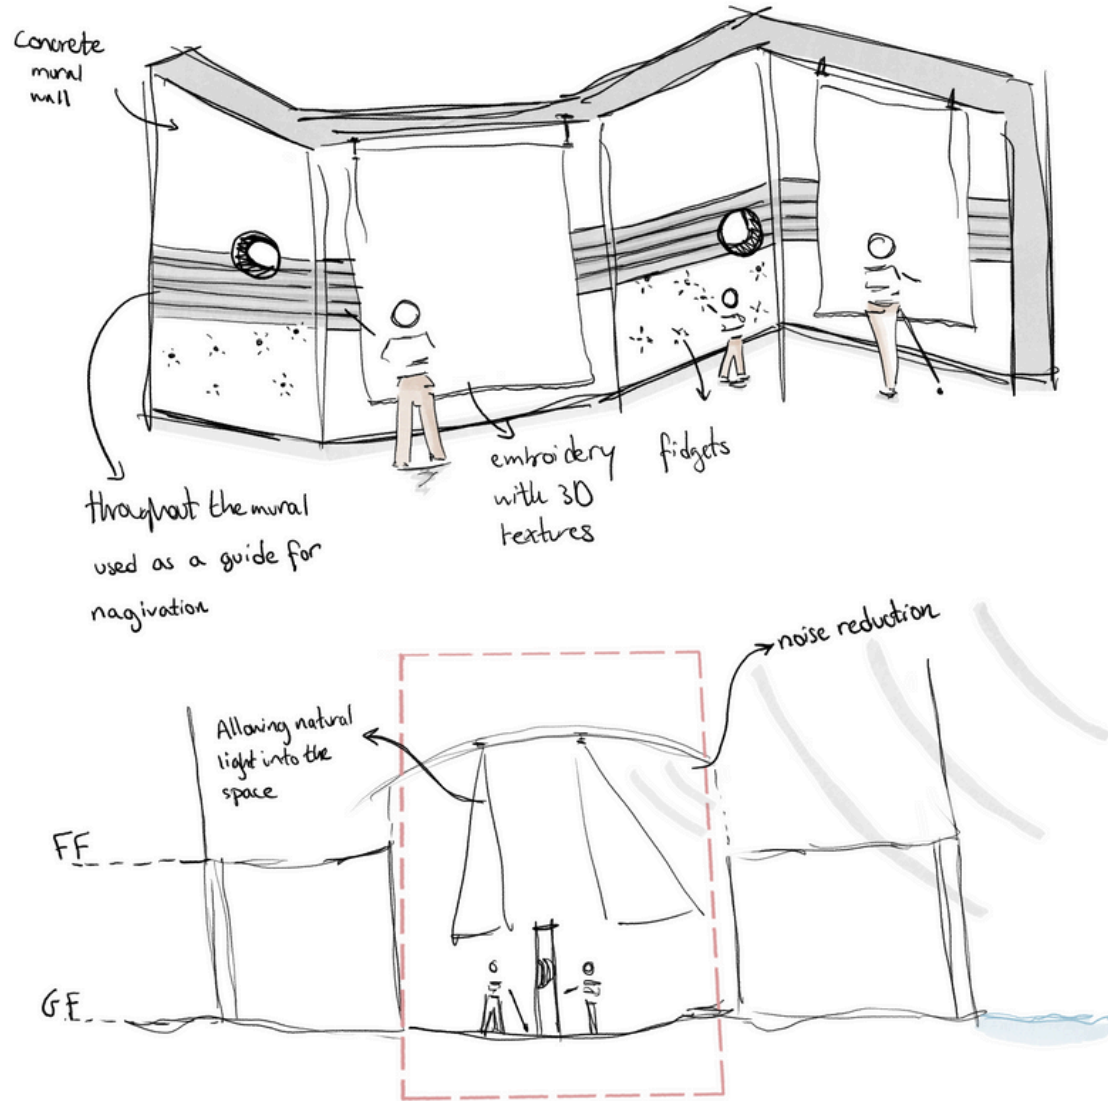 Concrete
mural
wall
throughout the mural
used as a guide for
nagivation
embroidery
with 3D
textures
fidgets
noise reduction
Allowing natural
light into the
space
FF
GF